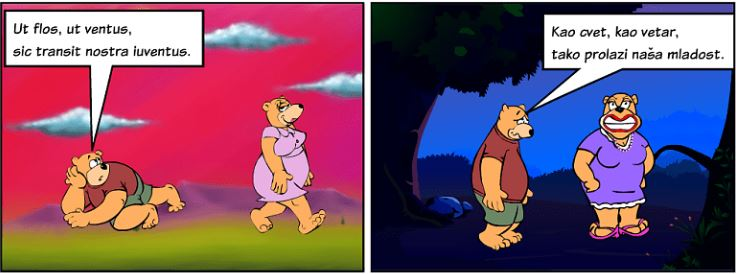 Ut flos, ut ventus,
sic transit nostra iuventus.
Kao cvet, kao vetar,
tako prolazi naša mladost.